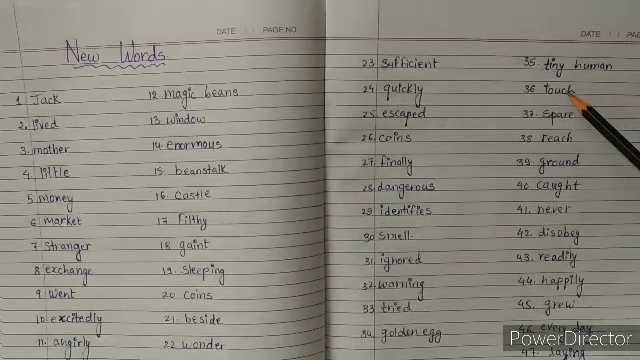 DATE PAGE.NO
New Words
1 Jack
2. lived
3. mother
4 little
5 money
6 market
7 Stranger
8 exchange
9 Went
10. excitedly
11. angirly
12 magic beans
13. window
14. enormous
15 beanstalk
16. Castle
17 Filthy
18. gaint
19. sleeping
20 coins
21. beside
22 wonder
DATE PAGE.NO
23 sufficient
24 quickly
25. escaped
26. coins
27. finally
28. dangerous
29 identifies
30 smell.
31 ignored
32 warning
33 tried
34 golden egg
35. tiny human
36 touch
37. spare
38 reach
39. ground
40 caught
41. never
42. disobey
43. readily
44. happily
45. grew
46 every day
47. laying
PowerDirector